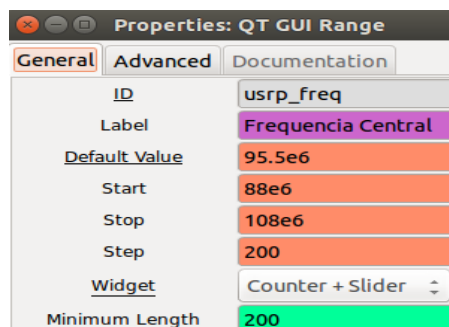 Properties: QT GUI Range
General Advanced Documentation
ID usrp_freq
Label Frequencia Central
Default Value 95.5e6
Start 88e6
Stop 108e6
Step 200
Widget Counter + Slider
Minimum Length 200